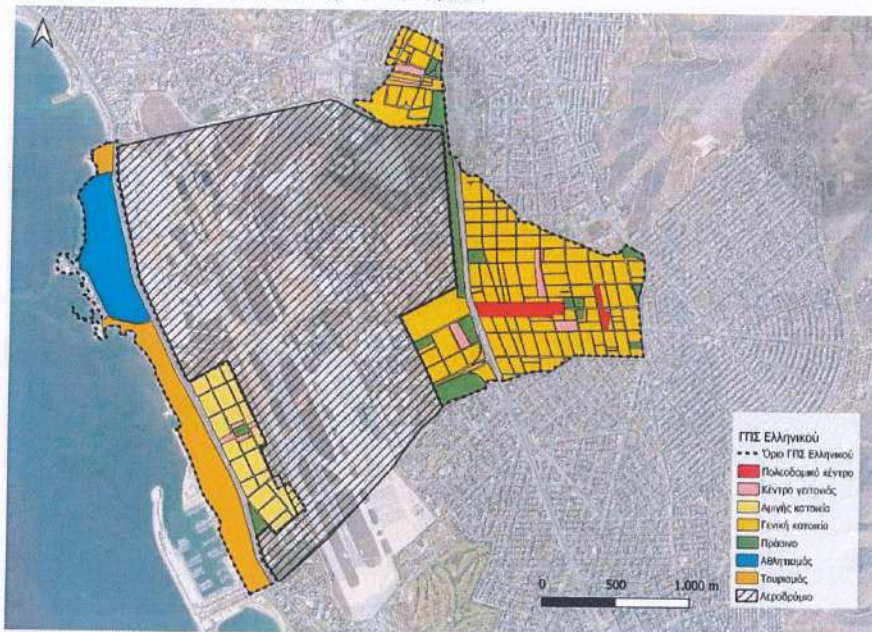 ΓΠΣ Ελληνικού
Όριο ΓΠΣ Ελληνικού
Πολεοδομικό κέντρο
Κέντρο γειτονιάς
Αμιγής κατοικία
Γενική κατοικία
Πράσινο
Αθλητισμός
Τουρισμός
Αεροδρόμιο
0 500 1.000 m